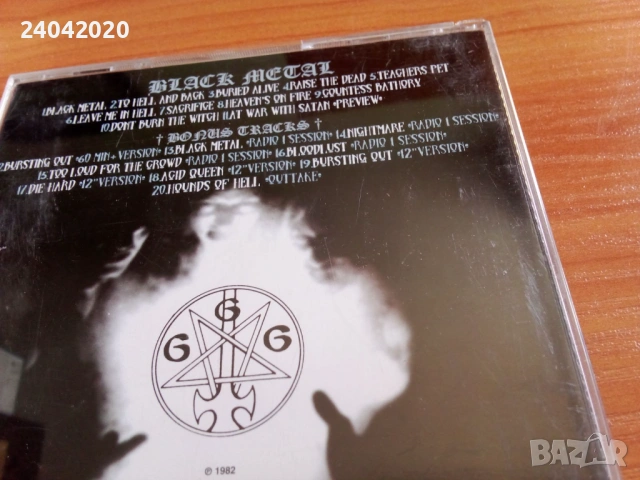 24042020
BLACK METAL
1.BLACK METAL 2.TO HELL AND BACK 3.BURIED ALIVE 4.RAISE THE DEAD 5.TEACHERS PET
6.LEAVE ME IN HELL 7.SACRIFICE 8.HEAVEN'S ON FIRE 9.COUNTESS BATHORY
10.DONT BURN THE WITCH 11.AT WAR WITH SATAN *PREVIEW*
† BONUS TRACKS †
2.BURSTING OUT *60 MIN + VERSION* 13.BLACK METAL *RADIO 1 SESSION* 14.NIGHTMARE *RADIO 1 SESSION*
15.TOO LOUD FOR THE CROWD *RADIO 1 SESSION* 16.BLOODLUST *RADIO 1 SESSION*
17.DIE HARD *12"VERSION* 18.ACID QUEEN *12"VERSION* 19.BURSTING OUT *12"VERSION*
20.HOUNDS OF HELL. *OUTTAKE*
6 6 6
℗ 1982
BAZAR